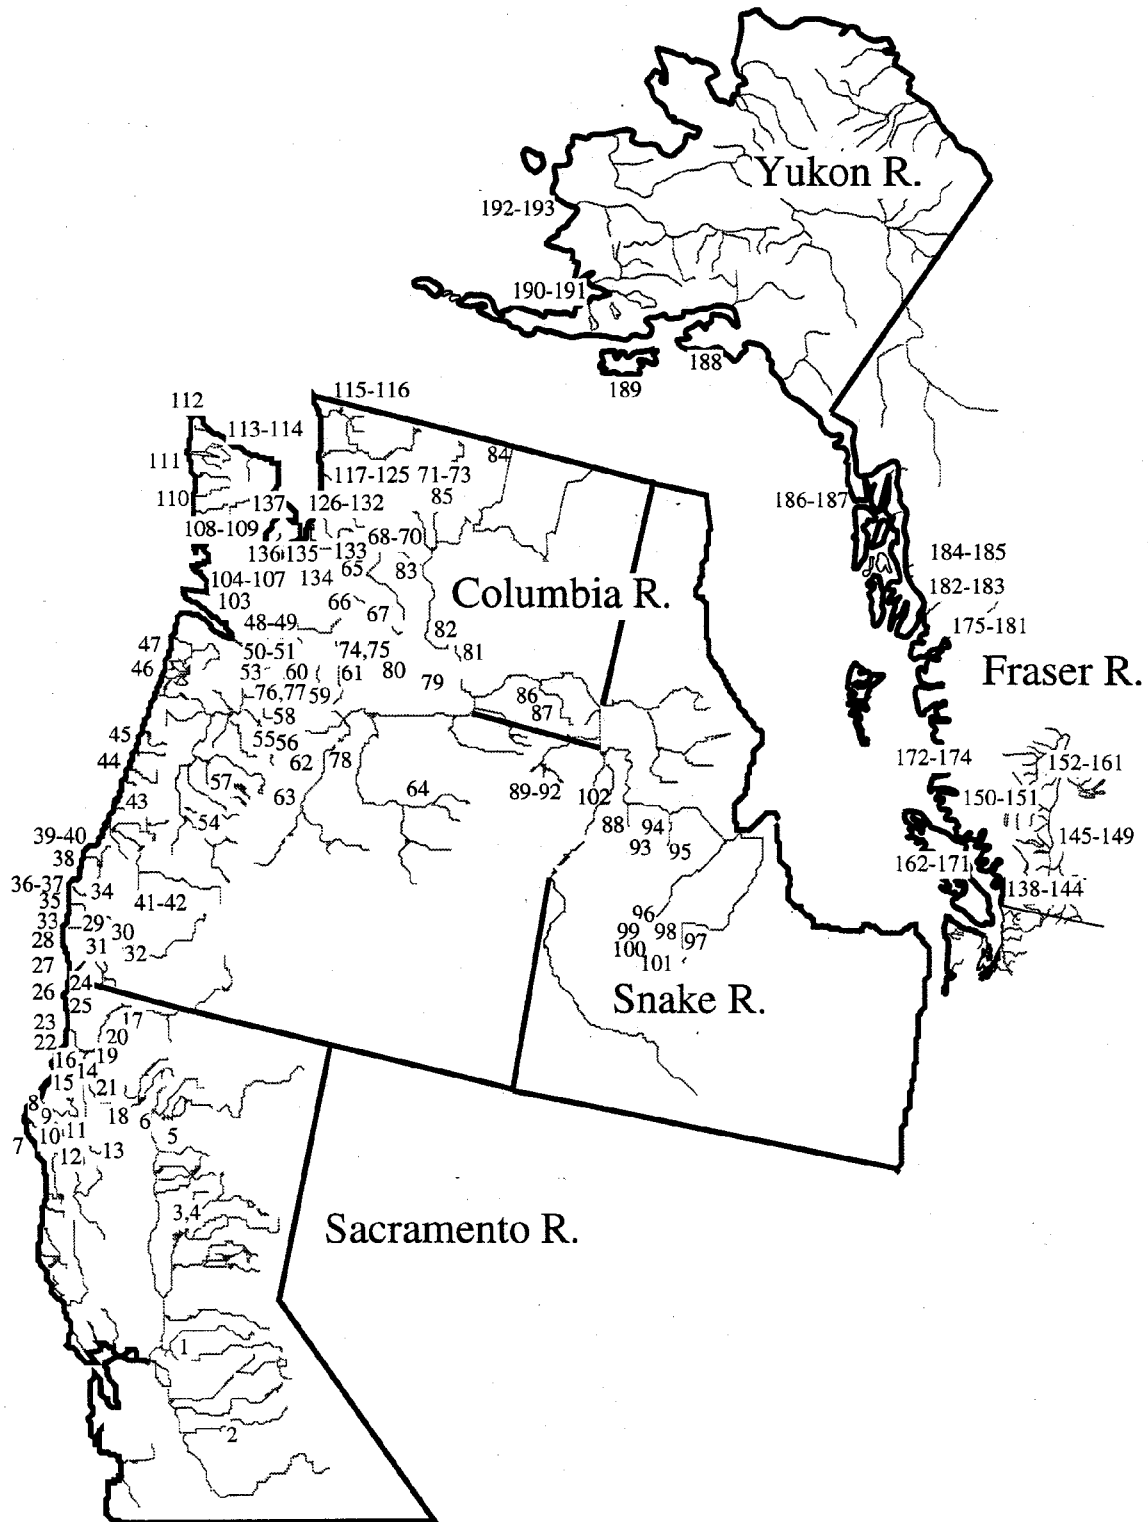 Yukon R.
192-193
190-191
188
189
115-116
112
113-114
111
84
117-125 71-73
110 137 126-132 85
186-187
108-109 68-70
136 135 133
184-185
104-107 134 65 83
Columbia R.
182-183
103 66 67
48-49 82
175-181
47 50-51 74,75 81
46 53 60 61 80 79
Fraser R.
76,77 59 86
58 87
45 55 56
44 62 78
172-174
152-161
57 63 64 89-92 102
150-151
43 54 88 94
39-40 93 95
145-149
38
162-171
36-37 34
138-144
35 41-42
33 29 30 96
28 31 32 99 98 97
100
27 101
24
26 25
Snake R.
23 17
22 20
16 19
15 14
21
8 9 18 6
7 10 11 5
12 13
3,4
Sacramento R.
1
2